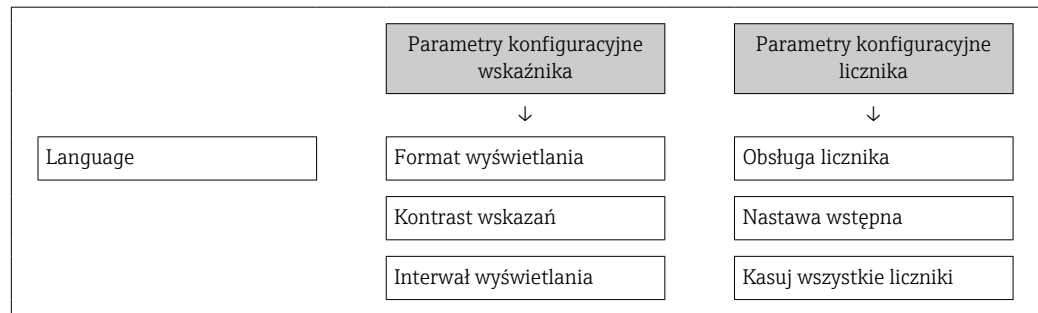 Parametry konfiguracyjne
wskaźnika
Parametry konfiguracyjne
licznika
↓
↓
Language
Format wyświetlania
Obsługa licznika
Kontrast wskazań
Nastawa wstępna
Interwał wyświetlania
Kasuj wszystkie liczniki